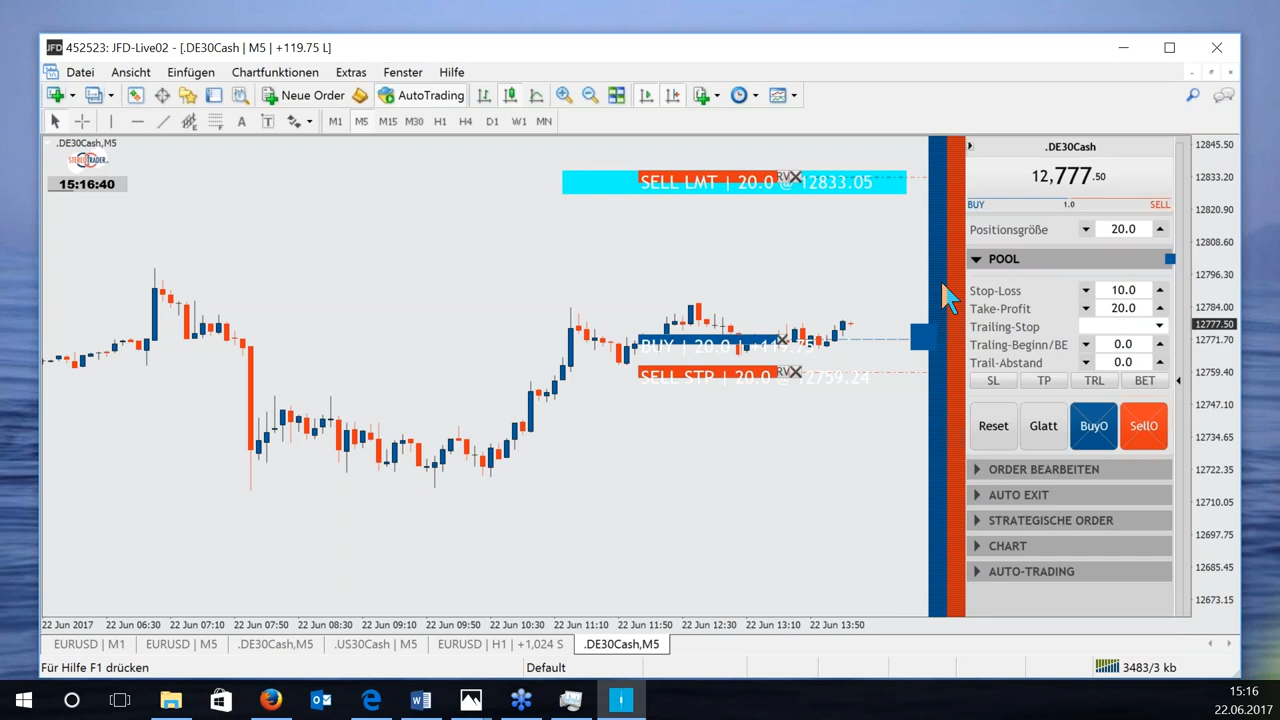 JFD 452523: JFD-Live02 - [.DE30Cash | M5 | +119.75 L]
Datei Ansicht Einfügen Chartfunktionen Extras Fenster Hilfe
Neue Order AutoTrading
A T M1 M5 M15 M30 H1 H4 D1 W1 MN
.DE30Cash,M5
STEREOTRADER
15:16:40
SELL LMT | 20.0 @ 12833.05
RV
BUY | 20.0 | +119.75
SELL STP | 20.0 @ 12759.24
RV
.DE30Cash
12,777.50
BUY 1.0 SELL
Positionsgröße 20.0
POOL
Stop-Loss 10.0
Take-Profit 20.0
Trailing-Stop
Traling-Beginn/BE 0.0
Trail-Abstand 0.0
SL TP TRL BET
Reset Glatt BuyO SellO
ORDER BEARBEITEN
AUTO EXIT
STRATEGISCHE ORDER
CHART
AUTO-TRADING
12845.50
12833.20
12820.90
12808.60
12796.30
12784.00
12777.50
12771.70
12759.40
12747.10
12734.65
12722.35
12710.05
12697.75
12685.45
12673.15
22 Jun 2017 22 Jun 06:30 22 Jun 07:10 22 Jun 07:50 22 Jun 08:30 22 Jun 09:10 22 Jun 09:50 22 Jun 10:30 22 Jun 11:10 22 Jun 11:50 22 Jun 12:30 22 Jun 13:10 22 Jun 13:50
EURUSD | M1 EURUSD | M5 .DE30Cash,M5 .US30Cash | M5 EURUSD | H1 | +1,024 S .DE30Cash,M5
Für Hilfe F1 drücken Default 3483/3 kb
15:16
22.06.2017